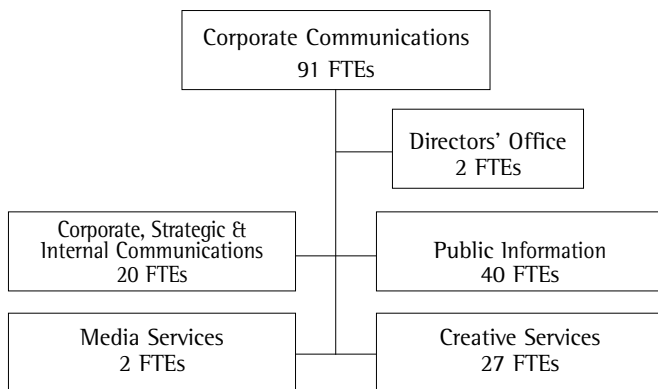 Corporate Communications
91 FTEs
Directors' Office
2 FTEs
Corporate, Strategic &
Internal Communications
20 FTEs
Public Information
40 FTEs
Media Services
2 FTEs
Creative Services
27 FTEs